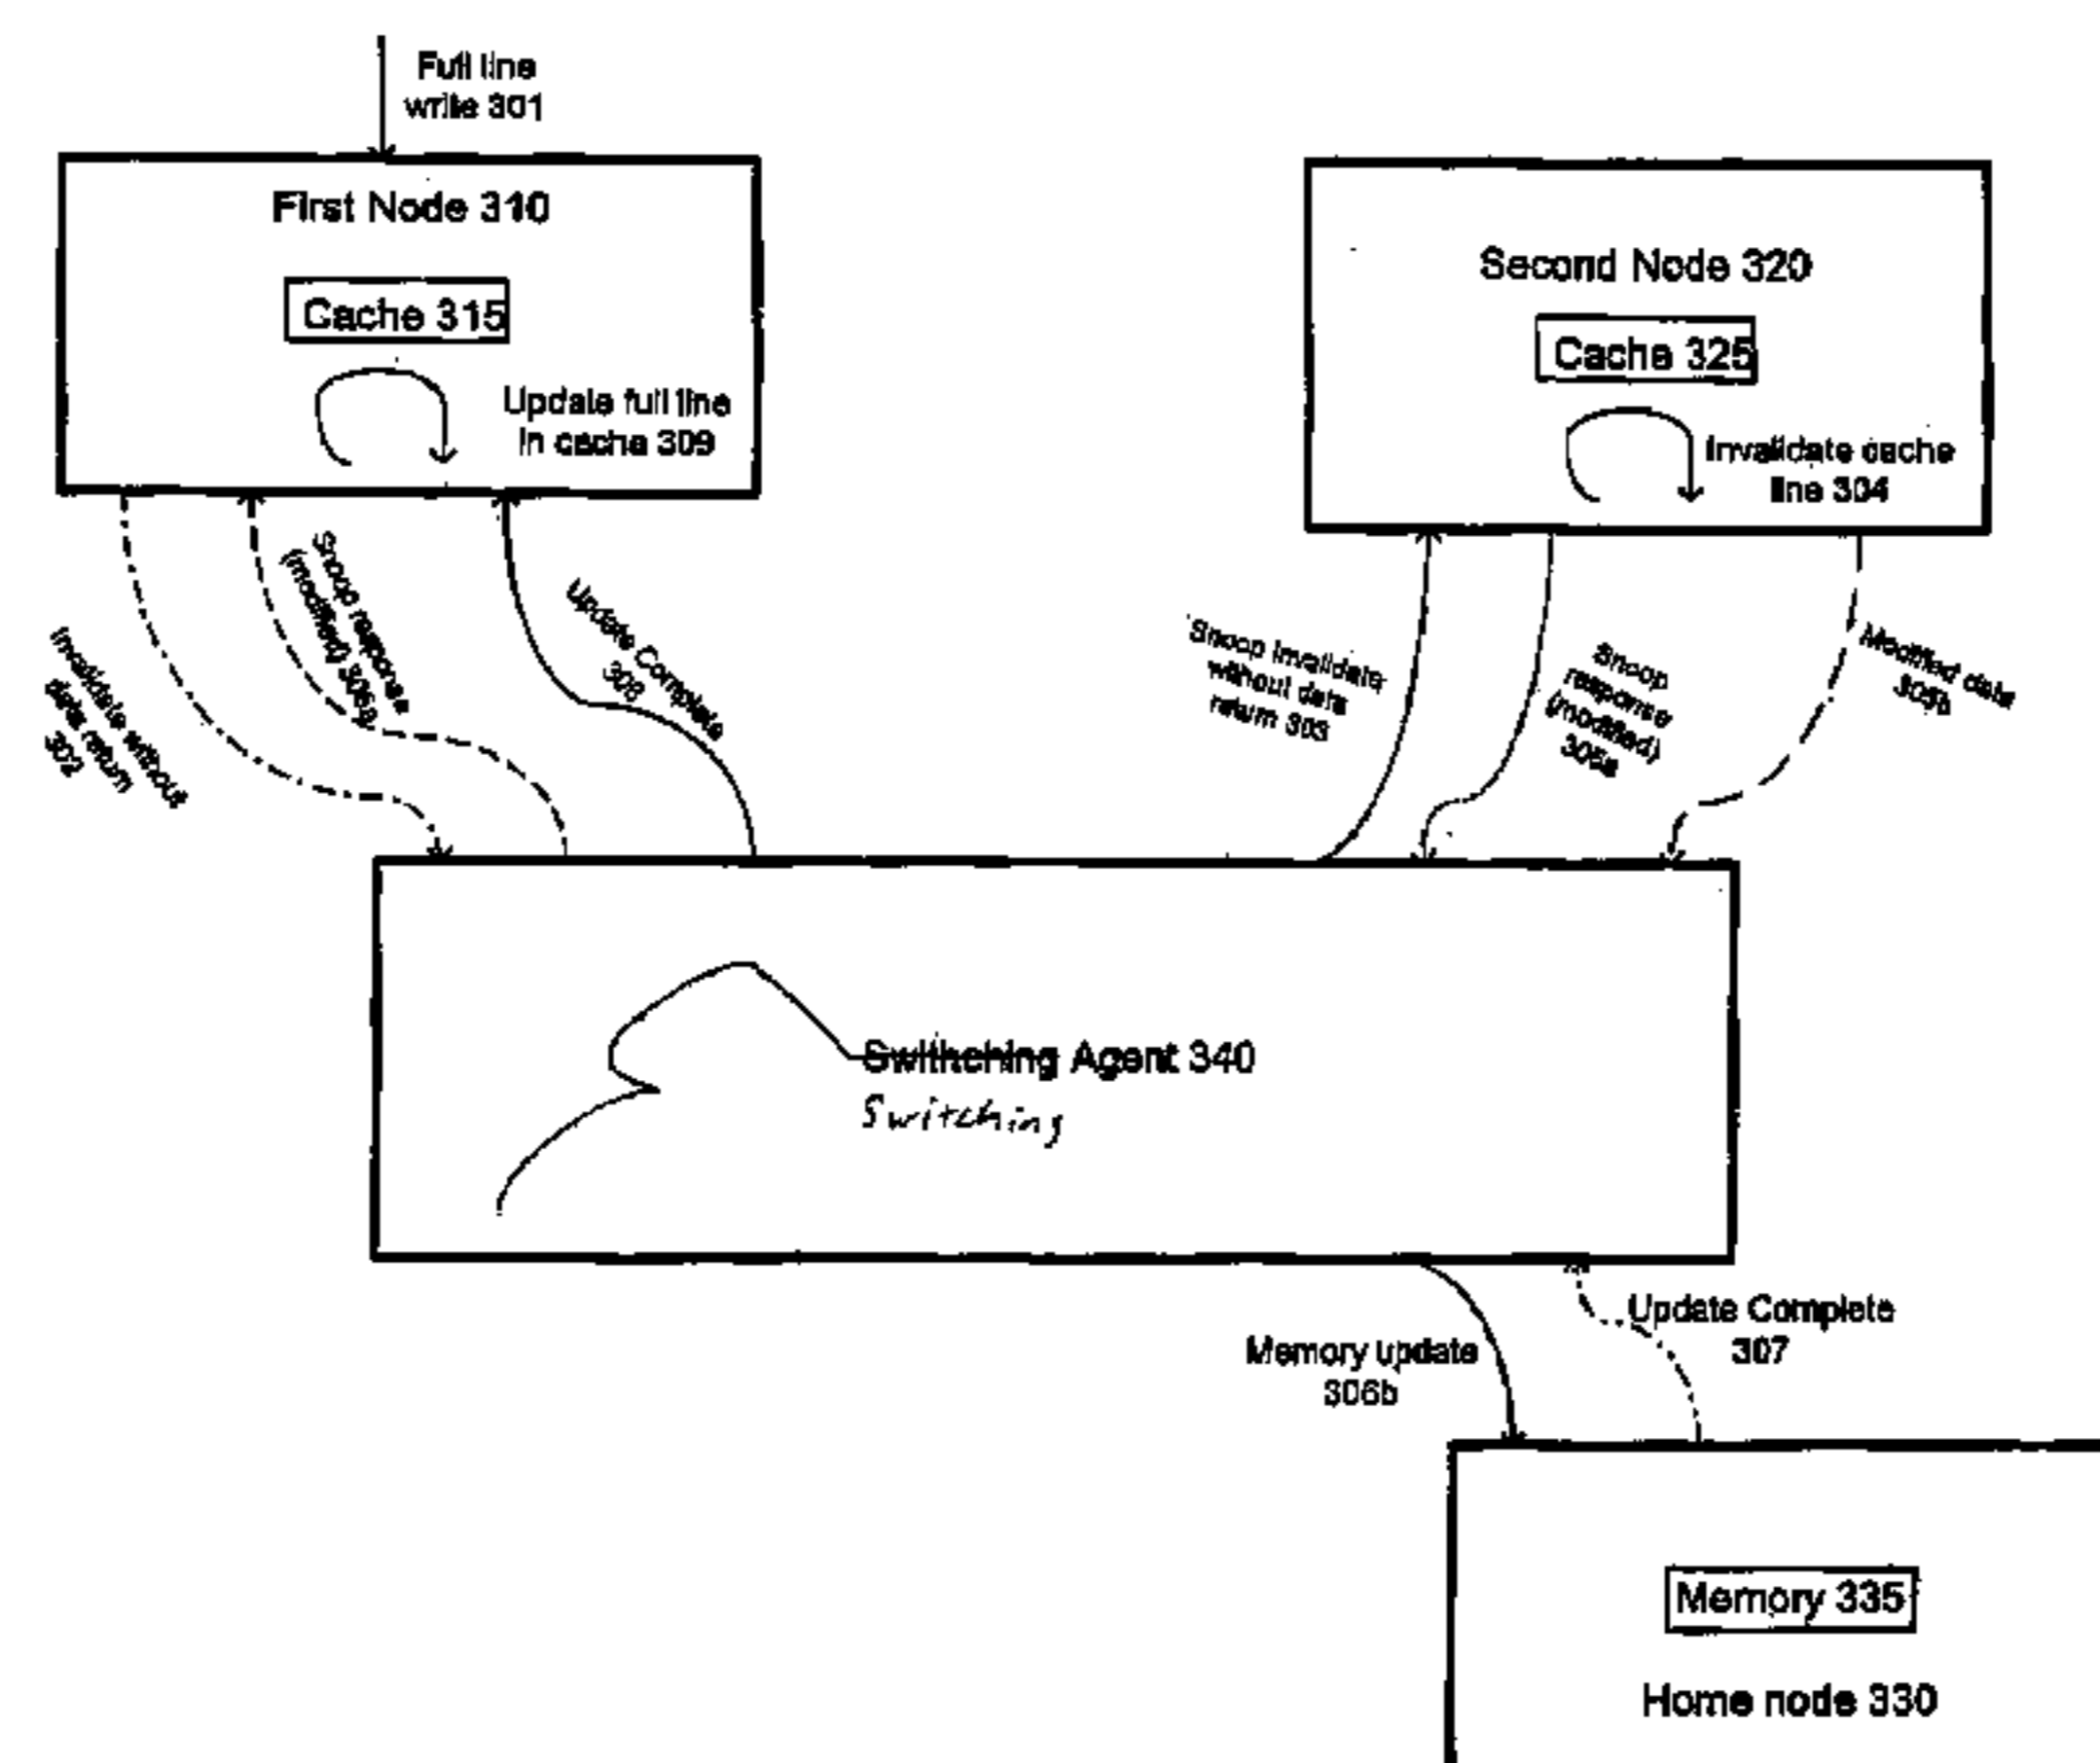 Full line
write 301
First Node 310
Cache 315
Update full line
in cache 309
Second Node 320
Cache 325
Invalidate cache
line 304
Invalidate without
data return
302
Snoop response
(modified) 306a
Update Complete
308
Snoop invalidate
without data
return 303
Snoop
response
(modified)
305a
Modified data
305b
Swithching Agent 340
Switching
Memory update
306b
Update Complete
307
Memory 335
Home node 330